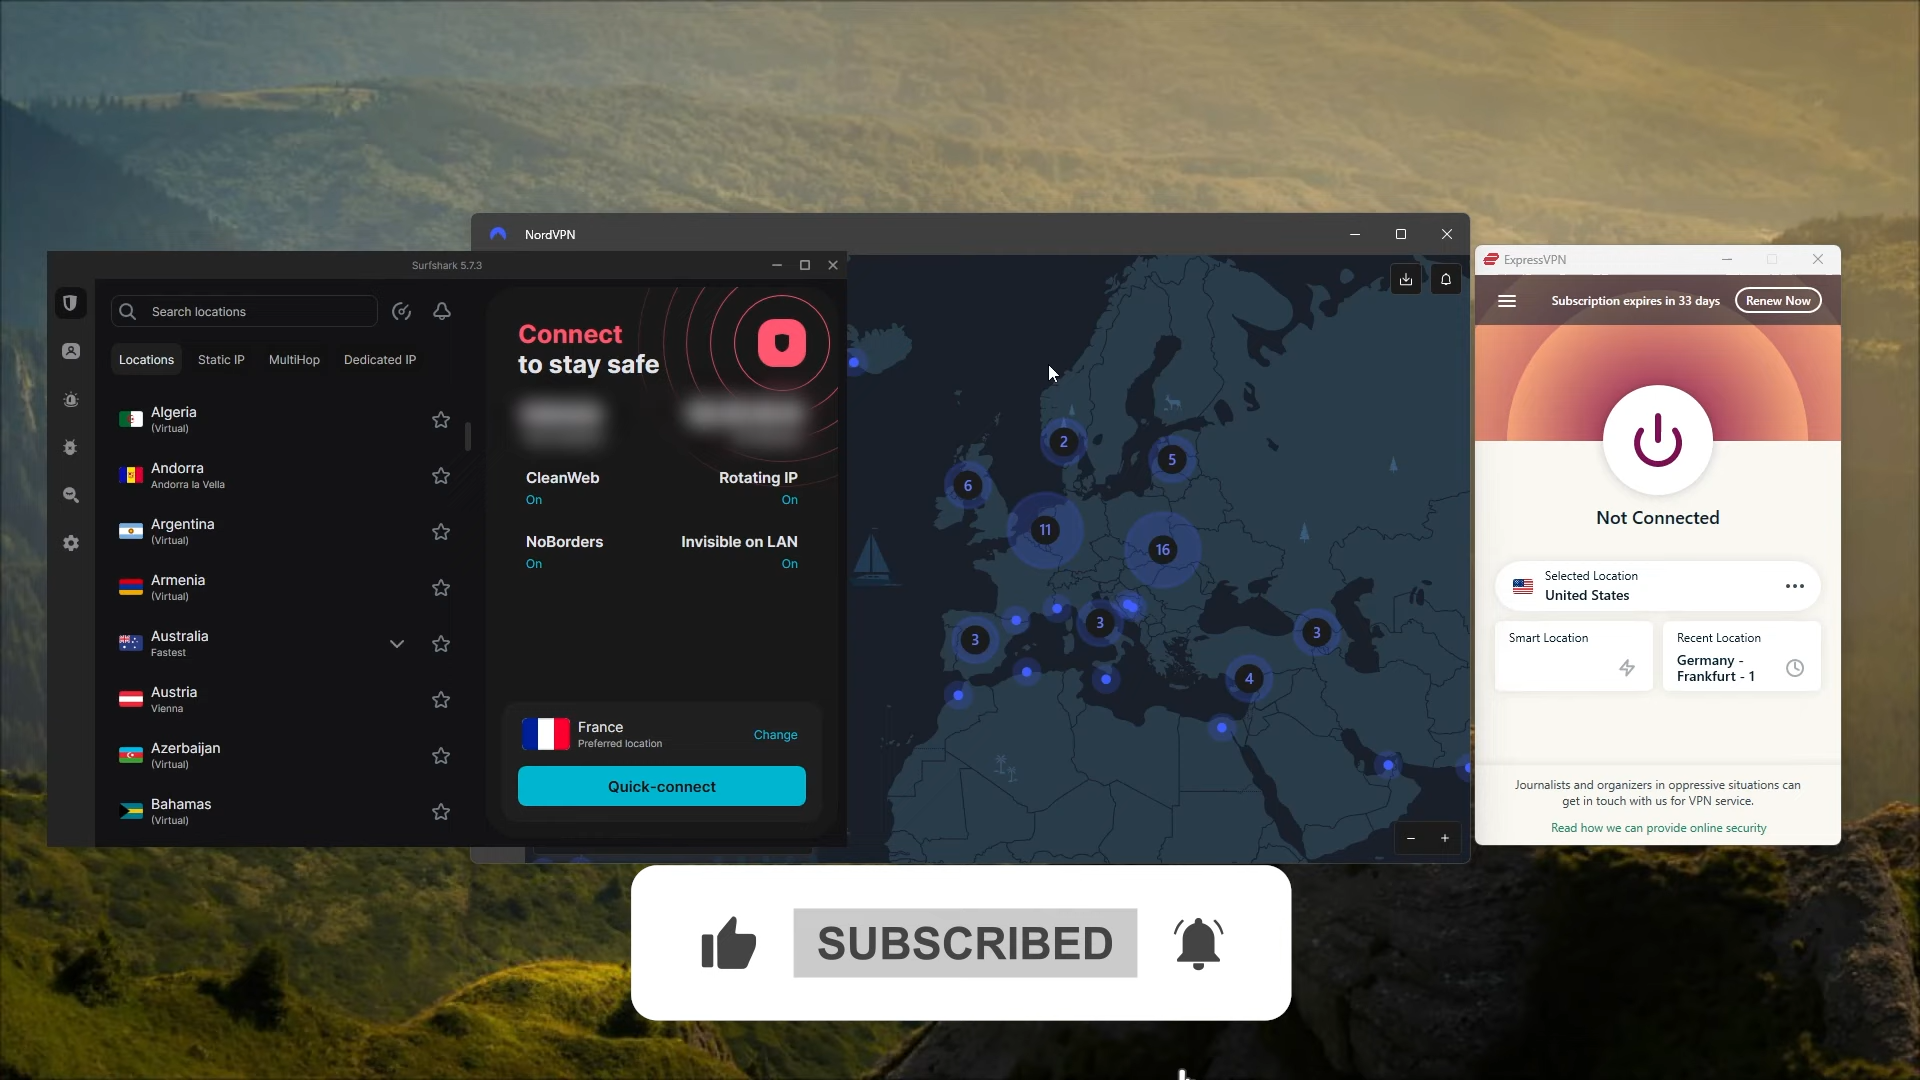 NordVPN
Surfshark 5.7.3
Search locations
Locations
Static IP
MultiHop
Dedicated IP
Algeria
(Virtual)
Andorra
Andorra la Vella
Argentina
(Virtual)
Armenia
(Virtual)
Australia
Fastest
Austria
Vienna
Azerbaijan
(Virtual)
Bahamas
(Virtual)
Connect
to stay safe
CleanWeb
On
Rotating IP
On
NoBorders
On
Invisible on LAN
On
France
Preferred location
Change
Quick-connect
2
5
6
11
16
3
3
3
4
ExpressVPN
Subscription expires in 33 days
Renew Now
Not Connected
Selected Location
United States
Smart Location
Recent Location
Germany -
Frankfurt - 1
Journalists and organizers in oppressive situations can
get in touch with us for VPN service.
Read how we can provide online security
SUBSCRIBED